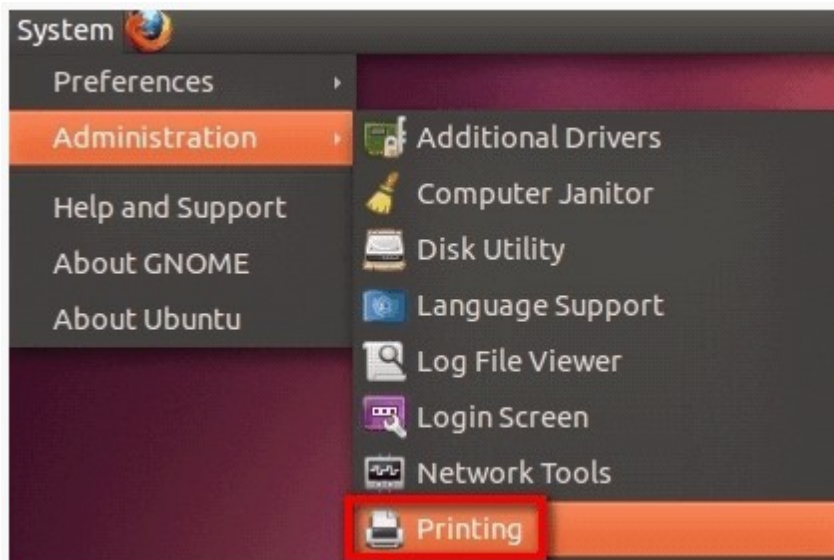 System
Preferences
Administration
Help and Support
About GNOME
About Ubuntu
Additional Drivers
Computer Janitor
Disk Utility
Language Support
Log File Viewer
Login Screen
Network Tools
Printing